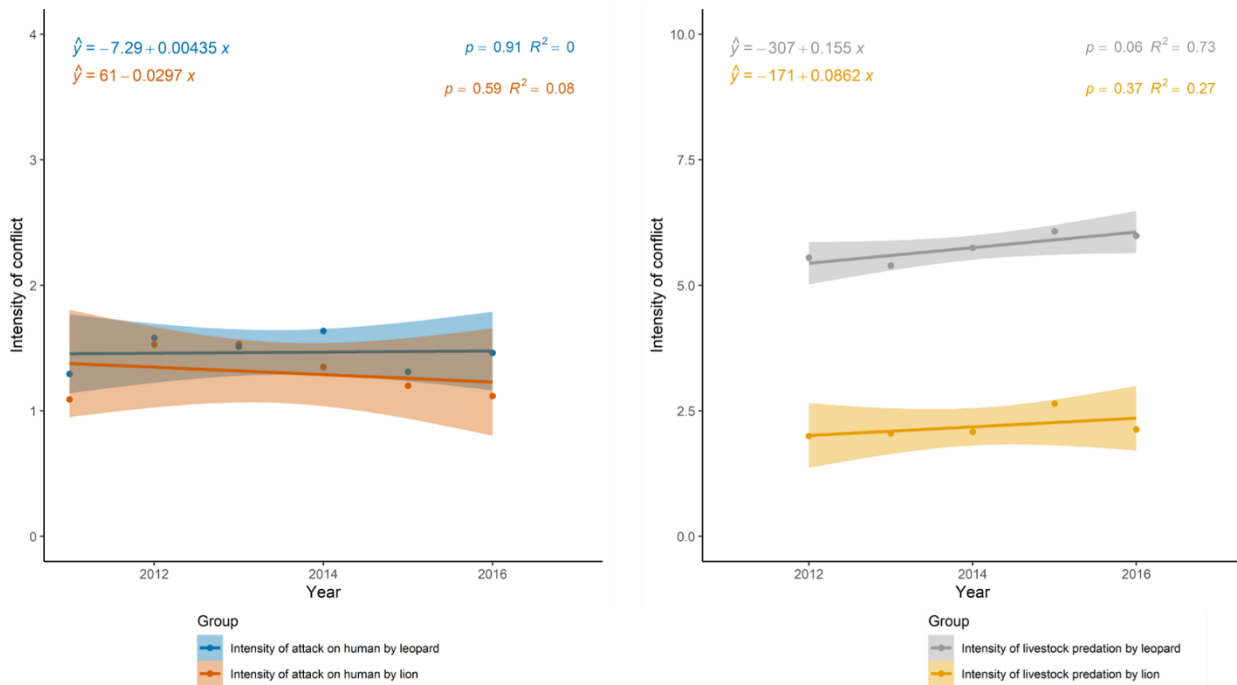 ŷ = −7.29 + 0.00435 x
p = 0.91 R² = 0
ŷ = 61 − 0.0297 x
p = 0.59 R² = 0.08
4
3
2
1
0
Intensity of conflict
2012
2014
2016
Year
Group
Intensity of attack on human by leopard
Intensity of attack on human by lion
ŷ = −307 + 0.155 x
p = 0.06 R² = 0.73
ŷ = −171 + 0.0862 x
p = 0.37 R² = 0.27
10.0
7.5
5.0
2.5
0.0
Intensity of conflict
2012
2014
2016
Year
Group
Intensity of livestock predation by leopard
Intensity of livestock predation by lion